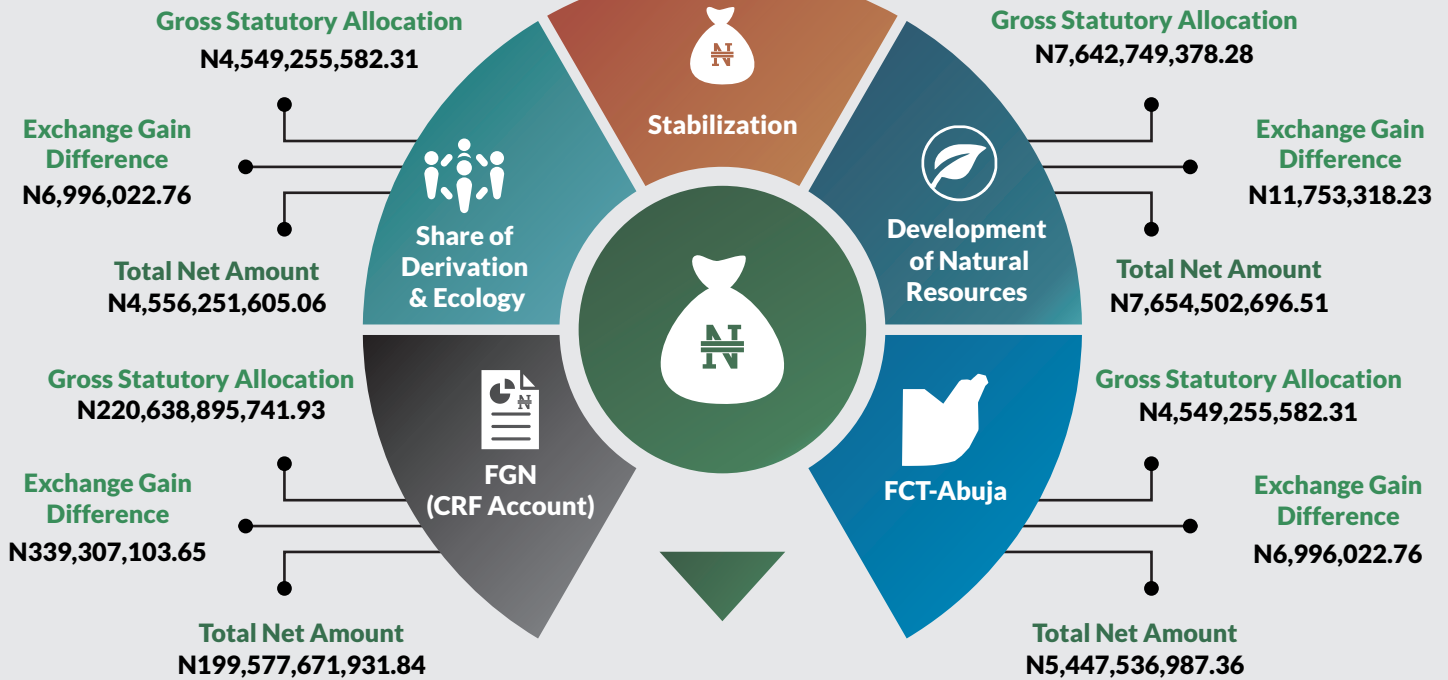 Gross Statutory Allocation
N4,549,255,582.31
Exchange Gain
Difference
N6,996,022.76
Total Net Amount
N4,556,251,605.06
Share of
Derivation
& Ecology
N
Stabilization
Gross Statutory Allocation
N7,642,749,378.28
Exchange Gain
Difference
N11,753,318.23
Total Net Amount
N7,654,502,696.51
Development
of Natural
Resources
N
Gross Statutory Allocation
N220,638,895,741.93
Exchange Gain
Difference
N339,307,103.65
Total Net Amount
N199,577,671,931.84
N
FGN
(CRF Account)
Gross Statutory Allocation
N4,549,255,582.31
Exchange Gain
Difference
N6,996,022.76
Total Net Amount
N5,447,536,987.36
FCT-Abuja